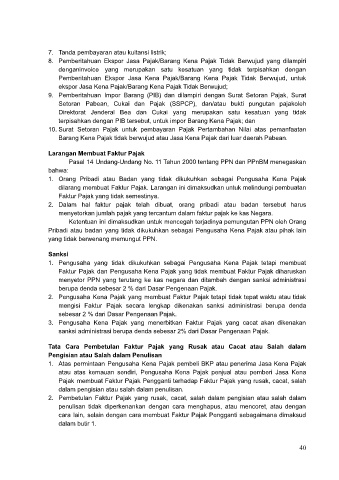 7. Tanda pembayaran atau kuitansi listrik;
8. Pemberitahuan Ekspor Jasa Pajak/Barang Kena Pajak Tidak Berwujud yang dilampiri
dengan invoice yang merupakan satu kesatuan yang tidak terpisahkan dengan
Pemberitahuan Ekspor Jasa Kena Pajak/Barang Kena Pajak Tidak Berwujud, untuk
ekspor Jasa Kena Pajak/Barang Kena Pajak Tidak Berwujud;
9. Pemberitahuan Impor Barang (PIB) dan dilampiri dengan Surat Setoran Pajak, Surat
Setoran Pabean, Cukai dan Pajak (SSPCP), dan/atau bukti pungutan pajak oleh
Direktorat Jenderal Bea dan Cukai yang merupakan satu kesatuan yang tidak
terpisahkan dengan PIB tersebut, untuk impor Barang Kena Pajak; dan
10. Surat Setoran Pajak untuk pembayaran Pajak Pertambahan Nilai atas pemanfaatan
Barang Kena Pajak tidak berwujud atau Jasa Kena Pajak dari luar daerah Pabean.
Larangan Membuat Faktur Pajak
Pasal 14 Undang-Undang No. 11 Tahun 2000 tentang PPN dan PPnBM menegaskan
bahwa:
1. Orang Pribadi atau Badan yang tidak dikukuhkan sebagai Pengusaha Kena Pajak
dilarang membuat Faktur Pajak. Larangan ini dimaksudkan untuk melindungi pembuatan
Faktur Pajak yang tidak semestinya.
2. Dalam hal faktur pajak telah dibuat, orang pribadi atau badan tersebut harus
menyetorkan jumlah pajak yang tercantum dalam faktur pajak ke kas Negara.
Ketentuan ini dimaksudkan untuk mencegah terjadinya pemungutan PPN oleh Orang
Pribadi atau badan yang tidak dikukuhkan sebagai Pengusaha Kena Pajak atau pihak lain
yang tidak berwenang memungut PPN.
Sanksi
1. Pengusaha yang tidak dikukuhkan sebagai Pengusaha Kena Pajak tetapi membuat
Faktur Pajak dan Pengusaha Kena Pajak yang tidak membuat Faktur Pajak diharuskan
menyetor PPN yang terutang ke kas negara dan ditambah dengan sanksi administrasi
berupa denda sebesar 2 % dari Dasar Pengenaan Pajak.
2. Pengusaha Kena Pajak yang membuat Faktur Pajak tetapi tidak tepat waktu atau tidak
mengisi Faktur Pajak secara lengkap dikenakan sanksi administrasi berupa denda
sebesar 2 % dari Dasar Pengenaan Pajak.
3. Pengusaha Kena Pajak yang menerbitkan Faktur Pajak yang cacat akan dikenakan
sanksi administrasi berupa denda sebesar 2% dari Dasar Pengenaan Pajak.
Tata Cara Pembetulan Faktur Pajak yang Rusak atau Cacat atau Salah dalam
Pengisian atau Salah dalam Penulisan
1. Atas permintaan Pengusaha Kena Pajak pembeli BKP atau penerima Jasa Kena Pajak
atau atas kemauan sendiri, Pengusaha Kena Pajak penjual atau pemberi Jasa Kena
Pajak membuat Faktur Pajak Pengganti terhadap Faktur Pajak yang rusak, cacat, salah
dalam pengisian atau salah dalam penulisan.
2. Pembetulan Faktur Pajak yang rusak, cacat, salah dalam pengisian atau salah dalam
penulisan tidak diperkenankan dengan cara menghapus, atau mencoret, atau dengan
cara lain, selain dengan cara membuat Faktur Pajak Pengganti sebagaimana dimaksud
dalam butir 1.
40